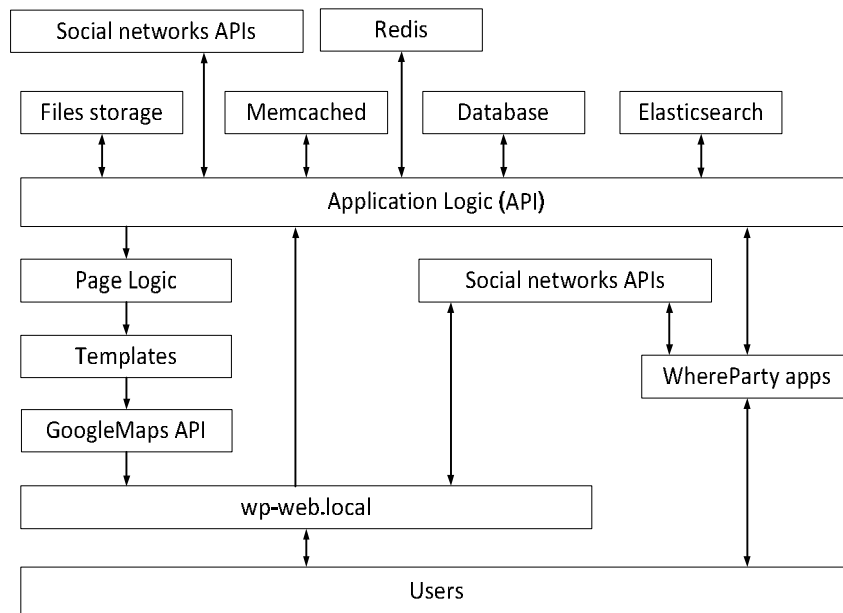 Social networks APIs
Redis
Files storage
Memcached
Database
Elasticsearch
Application Logic (API)
Page Logic
Social networks APIs
Templates
WhereParty apps
GoogleMaps API
wp-web.local
Users